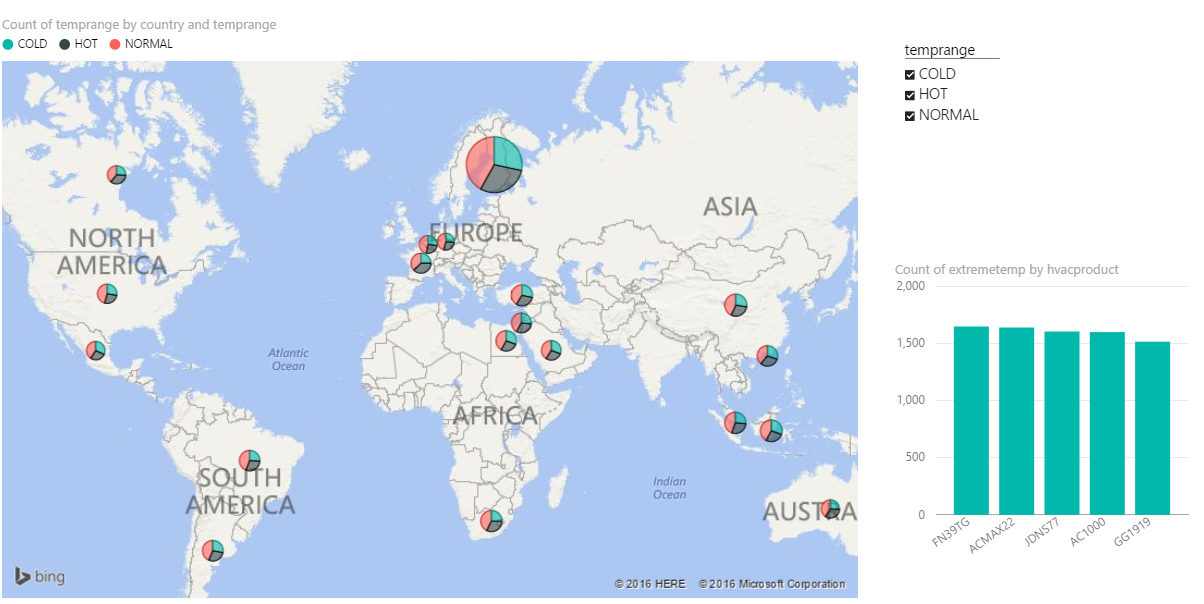 Count of temprange by country and temprange
COLD HOT NORMAL
NORTH
AMERICA
EUROPE
ASIA
Atlantic
Ocean
AFRICA
SOUTH
AMERICA
Indian
Ocean
AUSTRA
bing
© 2016 HERE © 2016 Microsoft Corporation
temprange
COLD
HOT
NORMAL
Count of extremetemp by hvacproduct
2,000
1,500
1,000
500
0
FN39TG ACMAX22 JDNS77 AC1000 GG1919